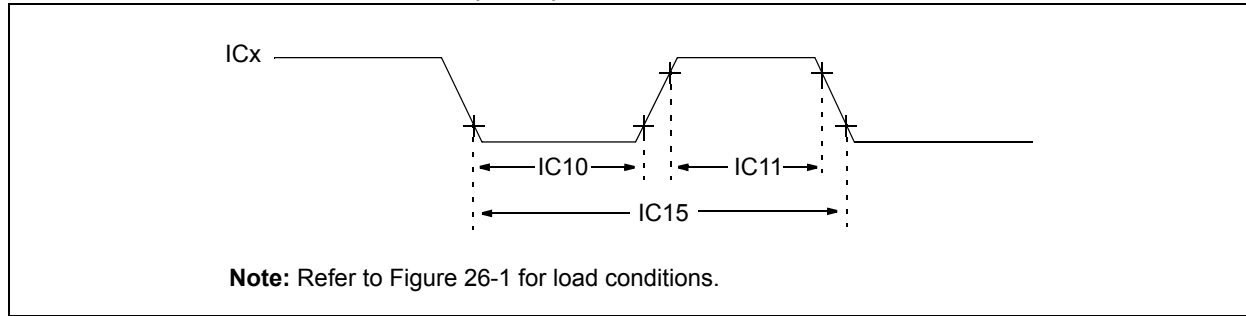 ICx
IC10
IC11
IC15
Note: Refer to Figure 26-1 for load conditions.